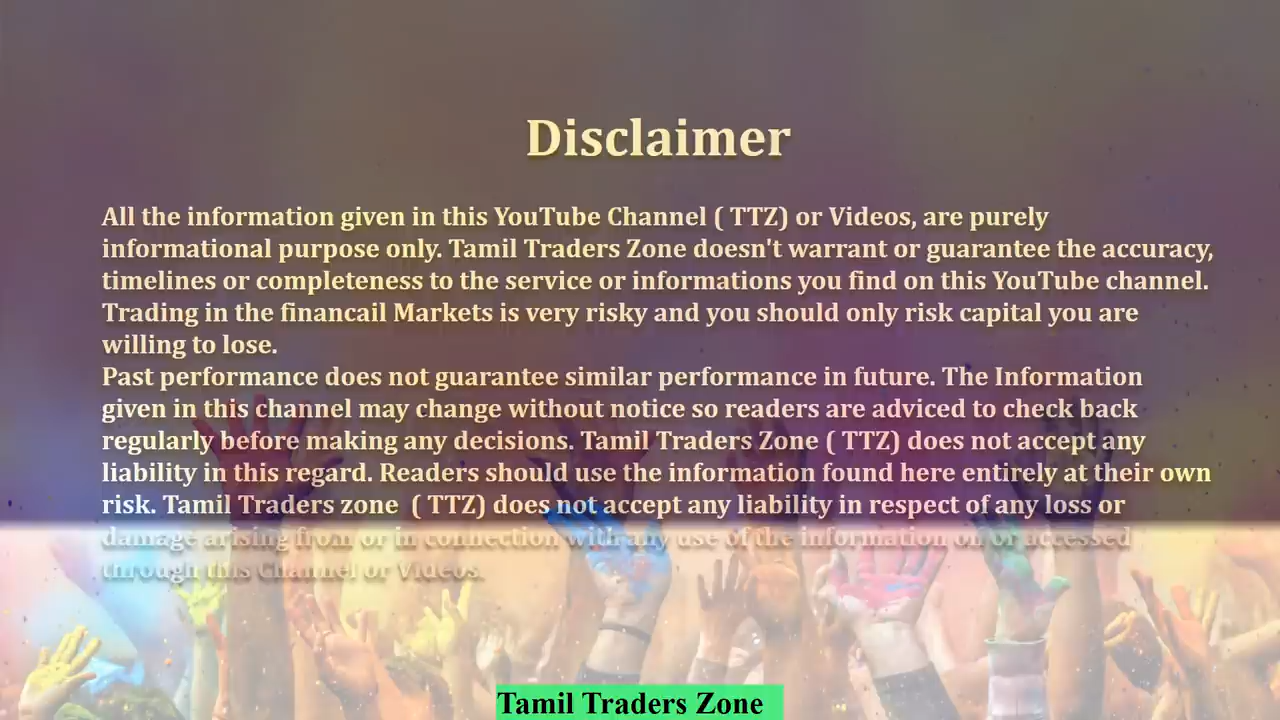 Disclaimer
All the information given in this YouTube Channel ( TTZ) or Videos, are purely
informational purpose only. Tamil Traders Zone doesn't warrant or guarantee the accuracy,
timelines or completeness to the service or informations you find on this YouTube channel.
Trading in the financail Markets is very risky and you should only risk capital you are
willing to lose.
Past performance does not guarantee similar performance in future. The Information
given in this channel may change without notice so readers are adviced to check back
regularly before making any decisions. Tamil Traders Zone ( TTZ) does not accept any
liability in this regard. Readers should use the information found here entirely at their own
risk. Tamil Traders zone  ( TTZ) does not accept any liability in respect of any loss or
damage arising from or in connection with any use of the information on or accessed
through this Channel or Videos.
Tamil Traders Zone